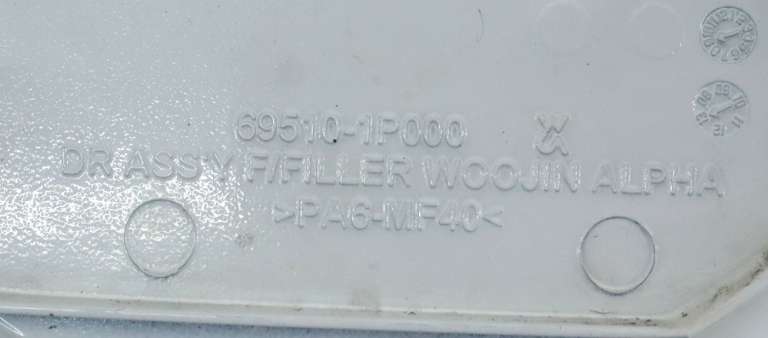 69510-1P000
DR ASS'Y F/FILLER WOOJIN ALPHA
>PA6-MF40<